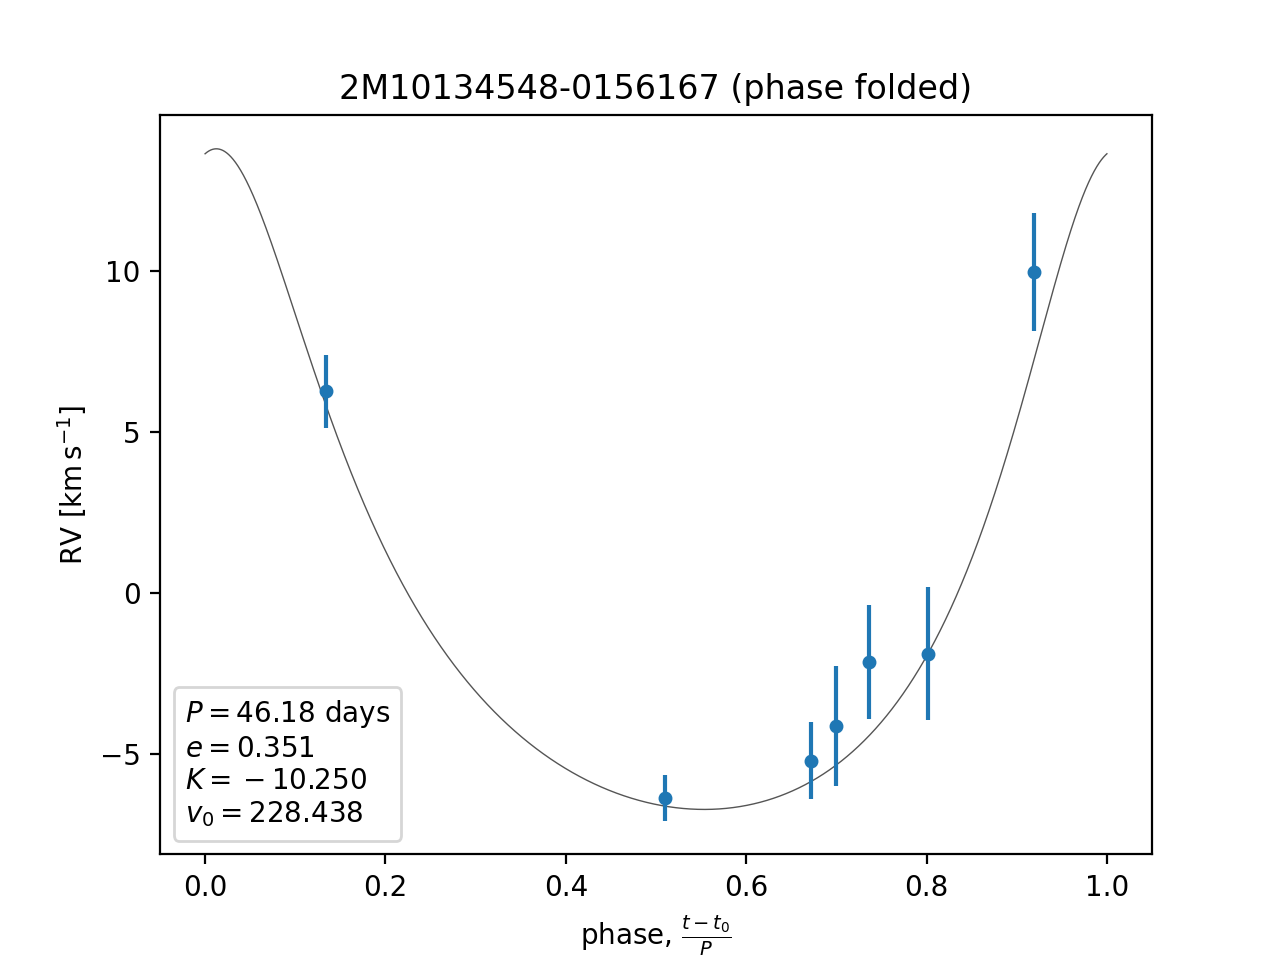 2M10134548-0156167 (phase folded)
RV [km s⁻¹]
10
5
0
−5
P = 46.18 days
e = 0.351
K = −10.250
v₀ = 228.438
0.0 0.2 0.4 0.6 0.8 1.0
phase, (t − t₀)/P